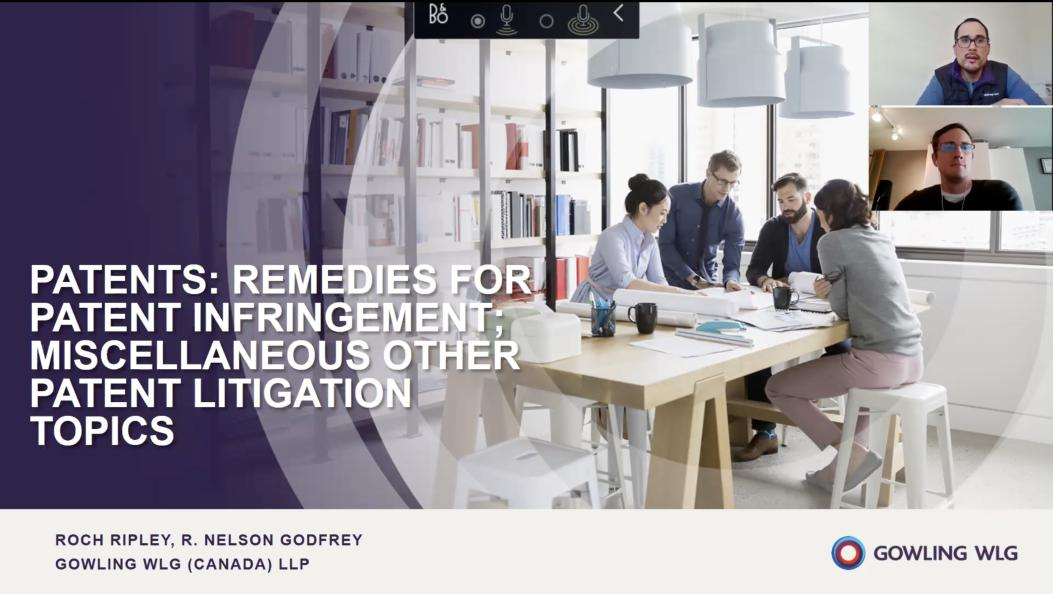 B&O
PATENTS: REMEDIES FOR
PATENT INFRINGEMENT;
MISCELLANEOUS OTHER
PATENT LITIGATION
TOPICS
ROCH RIPLEY, R. NELSON GODFREY
GOWLING WLG (CANADA) LLP
GOWLING WLG